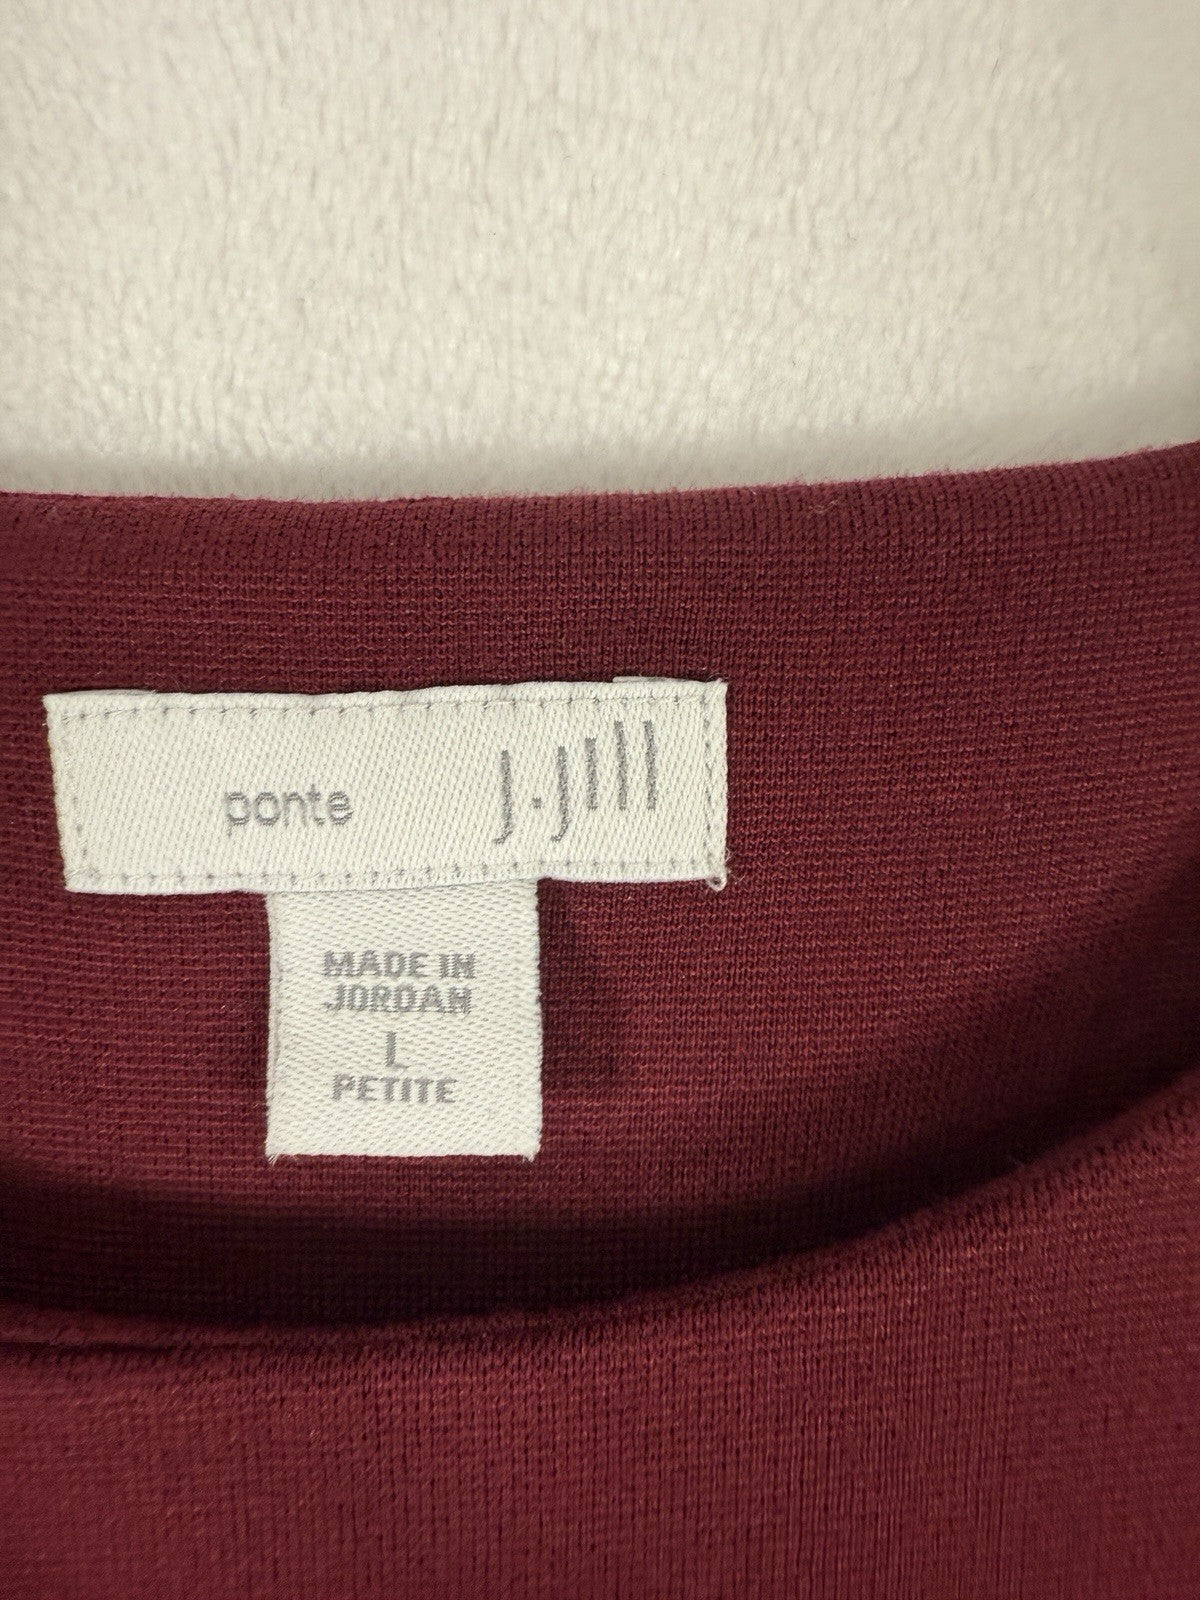 ponte
J.Jill
MADE IN
JORDAN
L
PETITE